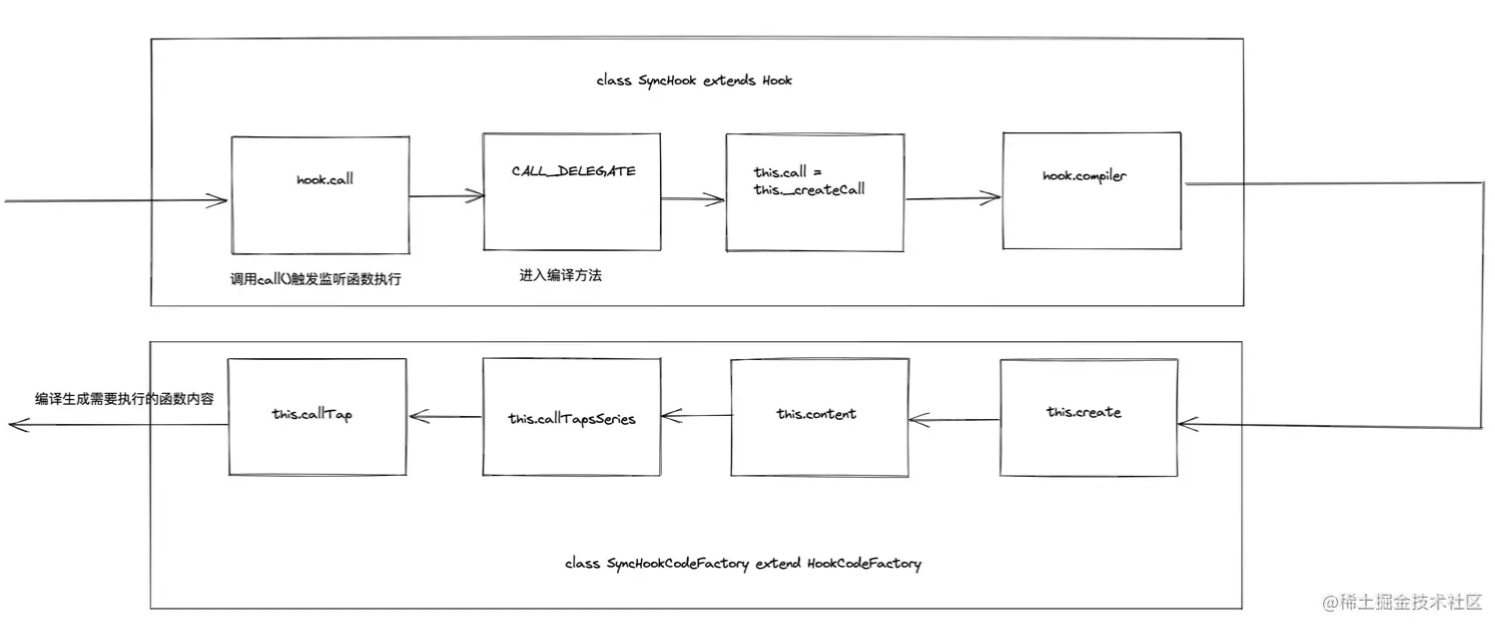 class SyncHook extends Hook
hook.call
CALL_DELEGATE
this.call =
this._createCall
hook.compiler
调用call()触发监听函数执行
进入编译方法
编译生成需要执行的函数内容
this.callTap
this.callTapsSeries
this.content
this.create
class SyncHookCodeFactory extend HookCodeFactory
@稀土掘金技术社区